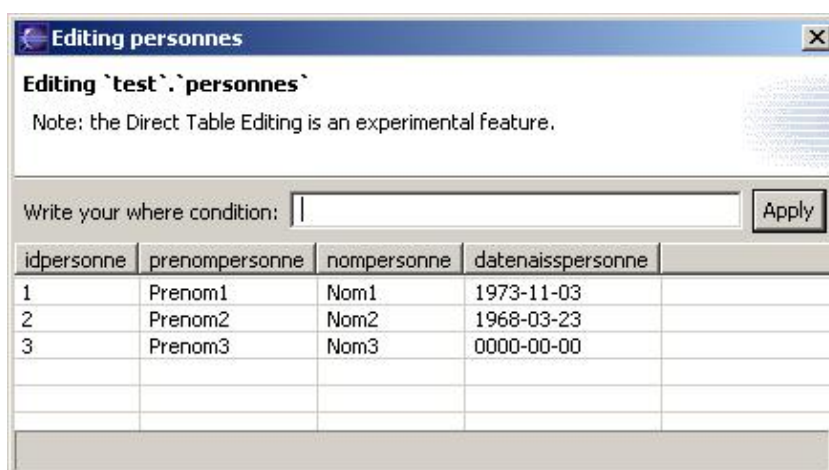 Editing personnes
Editing `test`.`personnes`
Note: the Direct Table Editing is an experimental feature.
Write your where condition: Apply
idpersonne prenompersonne nompersonne datenaisspersonne
1 Prenom1 Nom1 1973-11-03
2 Prenom2 Nom2 1968-03-23
3 Prenom3 Nom3 0000-00-00